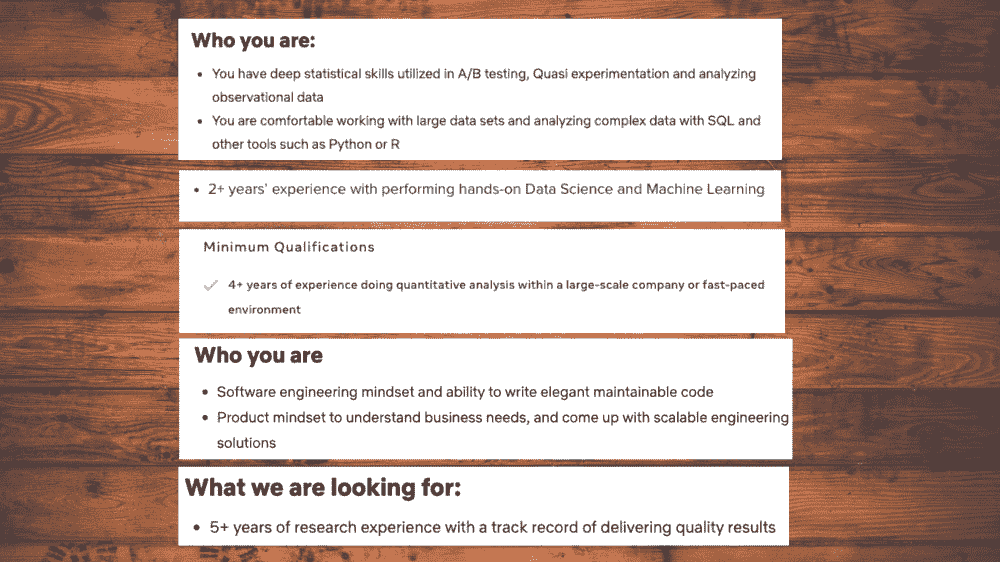 Who you are:
• You have deep statistical skills utilized in A/B testing, Quasi experimentation and analyzing
observational data
• You are comfortable working with large data sets and analyzing complex data with SQL and
other tools such as Python or R
• 2+ years' experience with performing hands-on Data Science and Machine Learning
Minimum Qualifications
4+ years of experience doing quantitative analysis within a large-scale company or fast-paced
environment
Who you are
• Software engineering mindset and ability to write elegant maintainable code
• Product mindset to understand business needs, and come up with scalable engineering
solutions
What we are looking for:
• 5+ years of research experience with a track record of delivering quality results